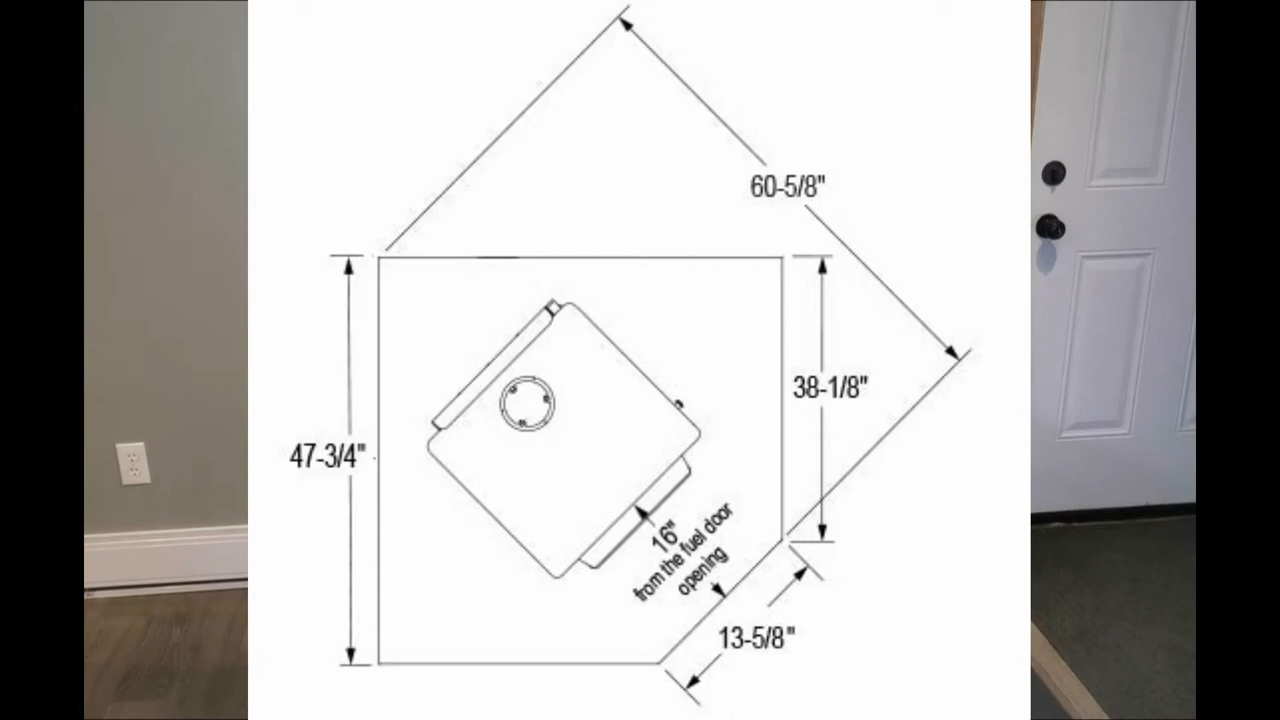 60-5/8"
38-1/8"
47-3/4"
16"
from the fuel door
opening
13-5/8"